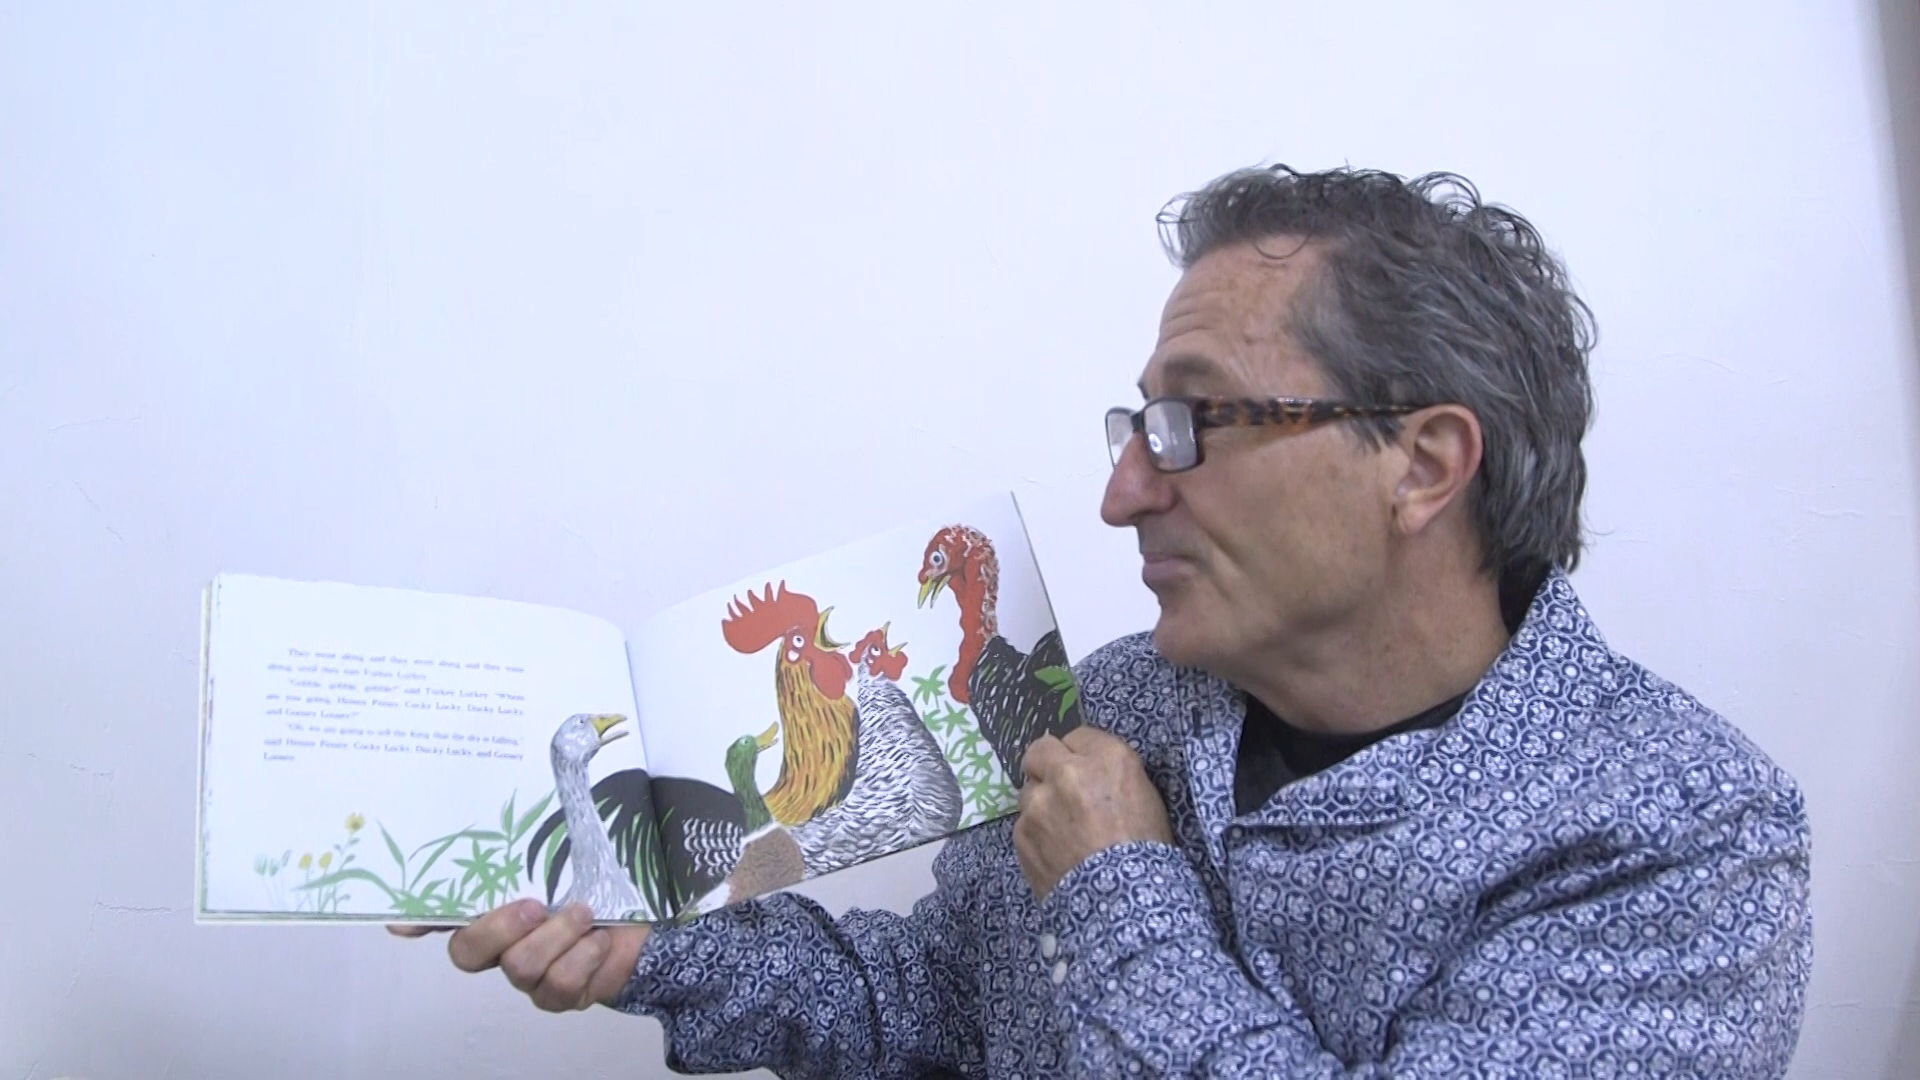 They went along and they went along and they went
along until they met Turkey Lurkey.
"Gobble, gobble, gobble!" said Turkey Lurkey. "Where
are you going, Henny Penny, Cocky Locky, Ducky Lucky,
and Goosey Loosey?"
"Oh, we are going to tell the king that the sky is falling,"
said Henny Penny, Cocky Locky, Ducky Lucky, and Goosey
Loosey.